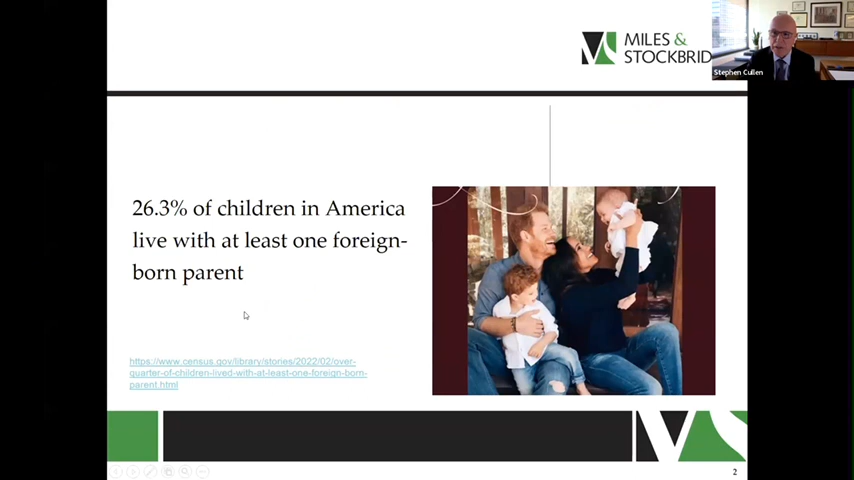 MILES &
STOCKBRID
Stephen Cullen
26.3% of children in America
live with at least one foreign-
born parent
https://www.census.gov/library/stories/2022/02/over-
quarter-of-children-lived-with-at-least-one-foreign-born-
parent.html
2